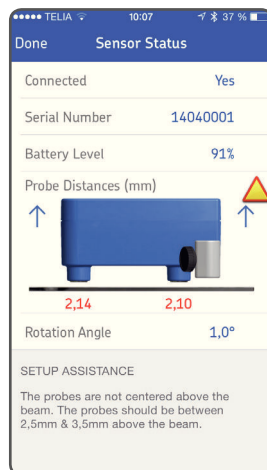 TELIA 10:07 37 %
Done Sensor Status
Connected Yes
Serial Number 14040001
Battery Level 91%
Probe Distances (mm)
2,14 2,10
Rotation Angle 1,0°
SETUP ASSISTANCE
The probes are not centered above the
beam. The probes should be between
2,5mm & 3,5mm above the beam.